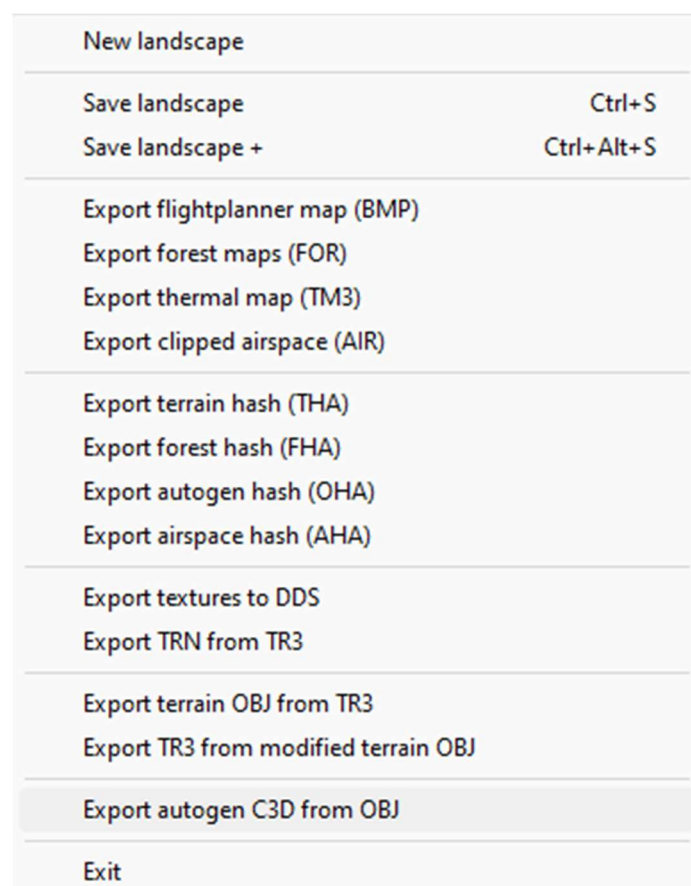 New landscape
Save landscape Ctrl+S
Save landscape + Ctrl+Alt+S
Export flightplanner map (BMP)
Export forest maps (FOR)
Export thermal map (TM3)
Export clipped airspace (AIR)
Export terrain hash (THA)
Export forest hash (FHA)
Export autogen hash (OHA)
Export airspace hash (AHA)
Export textures to DDS
Export TRN from TR3
Export terrain OBJ from TR3
Export TR3 from modified terrain OBJ
Export autogen C3D from OBJ
Exit